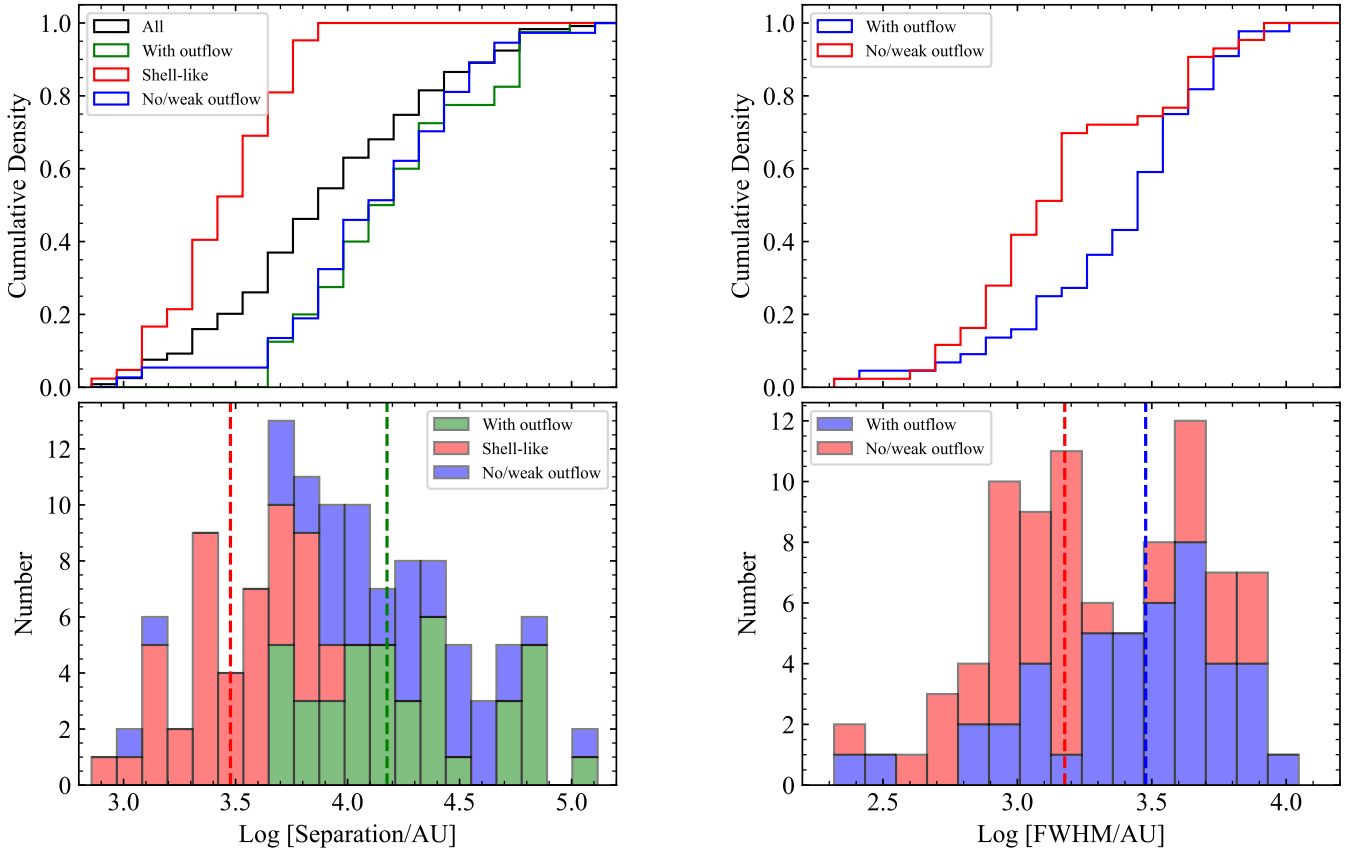 All
With outflow
Shell-like
No/weak outflow
Cumulative Density
1.0
0.8
0.6
0.4
0.2
0.0
With outflow
No/weak outflow
Cumulative Density
1.0
0.8
0.6
0.4
0.2
0.0
With outflow
Shell-like
No/weak outflow
Number
12
10
8
6
4
2
0
3.0 3.5 4.0 4.5 5.0
Log [Separation/AU]
With outflow
No/weak outflow
Number
12
10
8
6
4
2
0
2.5 3.0 3.5 4.0
Log [FWHM/AU]